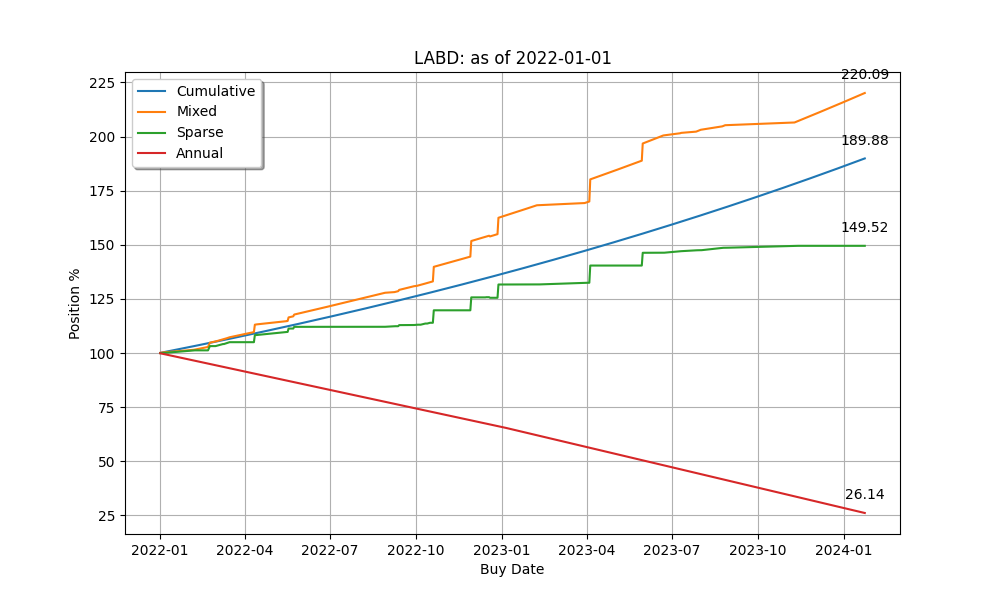 LABD: as of 2022-01-01
Cumulative
Mixed
Sparse
Annual
220.09
189.88
149.52
26.14
225
200
175
150
125
100
75
50
25
Position %
2022-01 2022-04 2022-07 2022-10 2023-01 2023-04 2023-07 2023-10 2024-01
Buy Date